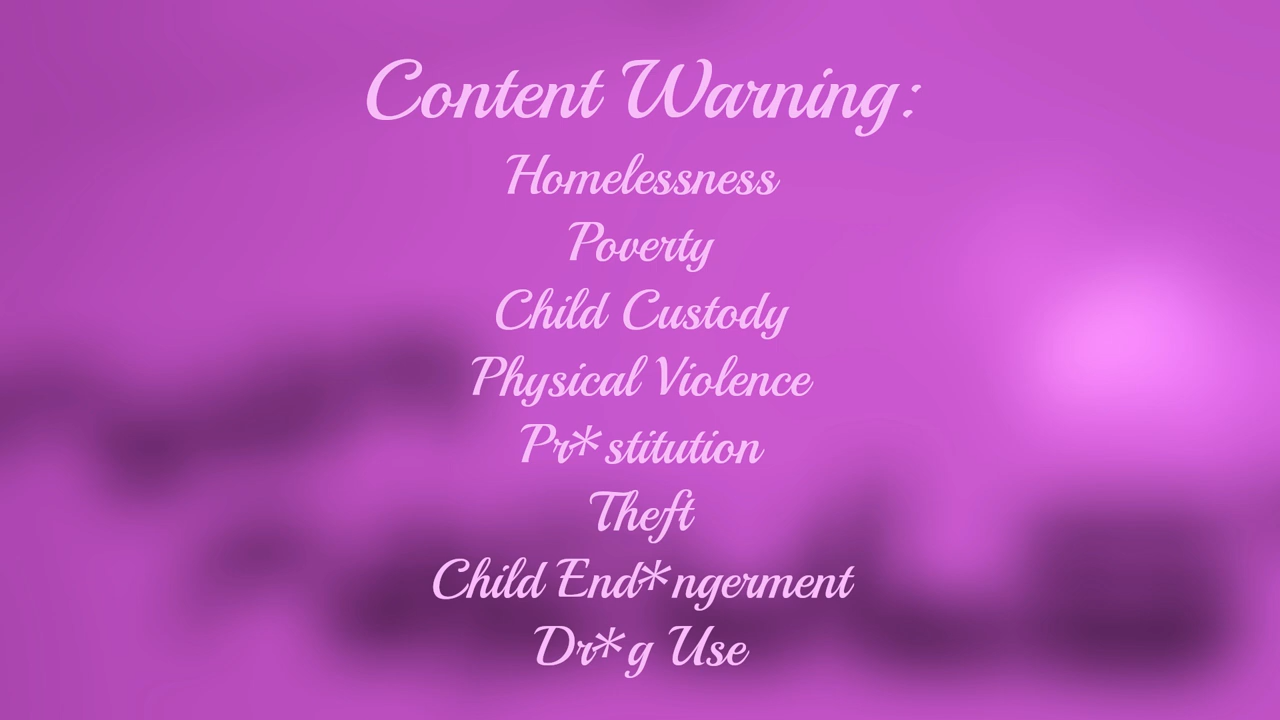 Content Warning:
Homelessness
Poverty
Child Custody
Physical Violence
Pr*stitution
Theft
Child End*ngerment
Dr*g Use